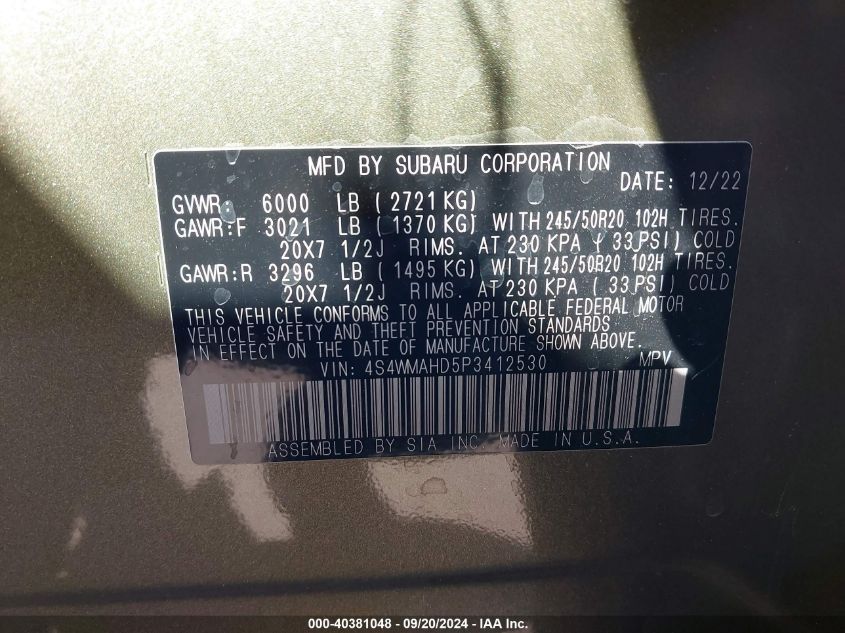 MFD BY SUBARU CORPORATION
DATE: 12/22
GVWR: 6000 LB ( 2721 KG)
GAWR:F 3021 LB ( 1370 KG) WITH 245/50R20 102H TIRES.
20X7 1/2J RIMS. AT 230 KPA ( 33 PSI) COLD
GAWR:R 3296 LB ( 1495 KG) WITH 245/50R20 102H TIRES.
20X7 1/2J RIMS. AT 230 KPA ( 33 PSI) COLD
THIS VEHICLE CONFORMS TO ALL APPLICABLE FEDERAL MOTOR
VEHICLE SAFETY AND THEFT PREVENTION STANDARDS
IN EFFECT ON THE DATE OF MANUFACTURE SHOWN ABOVE.
VIN: 4S4WMAHD5P3412530 MPV
ASSEMBLED BY SIA INC. MADE IN U.S.A.
000-40381048 - 09/20/2024 - IAA Inc.